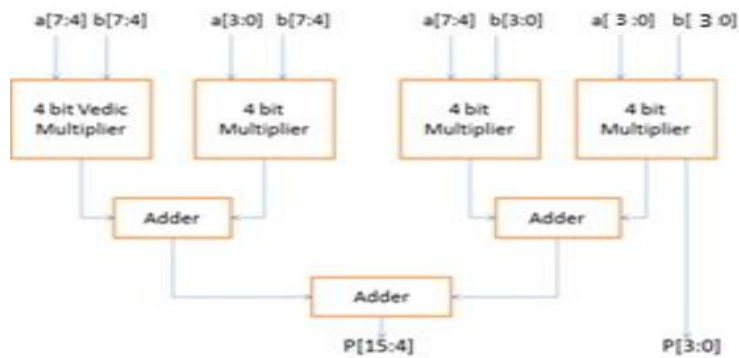 a[7:4] b[7:4] a[3:0] b[7:4] a[7:4] b[3:0] a[ 3 :0] b[ 3 0]
4 bit Vedic Multiplier
4 bit Multiplier
4 bit Multiplier
4 bit Multiplier
Adder
Adder
Adder
P[15:4] P[3:0]